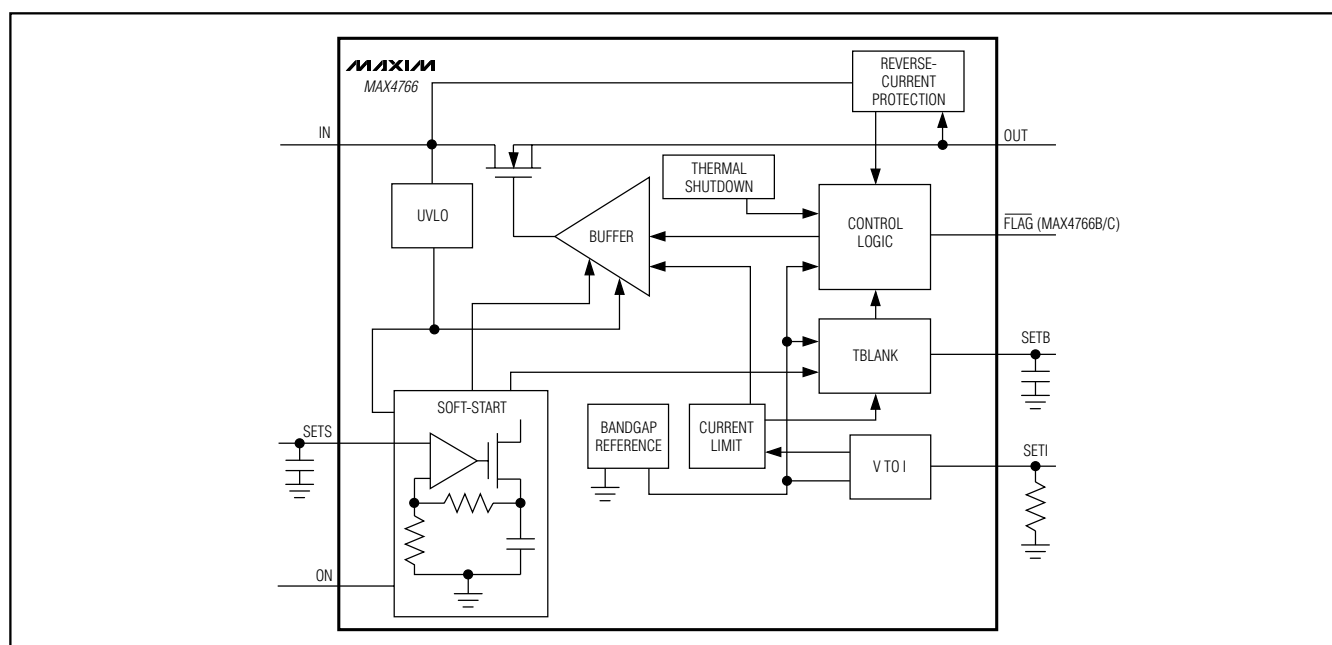 MAXIM
MAX4766
REVERSE-
CURRENT
PROTECTION
IN
OUT
THERMAL
SHUTDOWN
UVLO
BUFFER
CONTROL
LOGIC
FLAG (MAX4766B/C)
TBLANK
SETB
SOFT-START
BANDGAP
REFERENCE
CURRENT
LIMIT
SETS
V TO I
SETI
ON